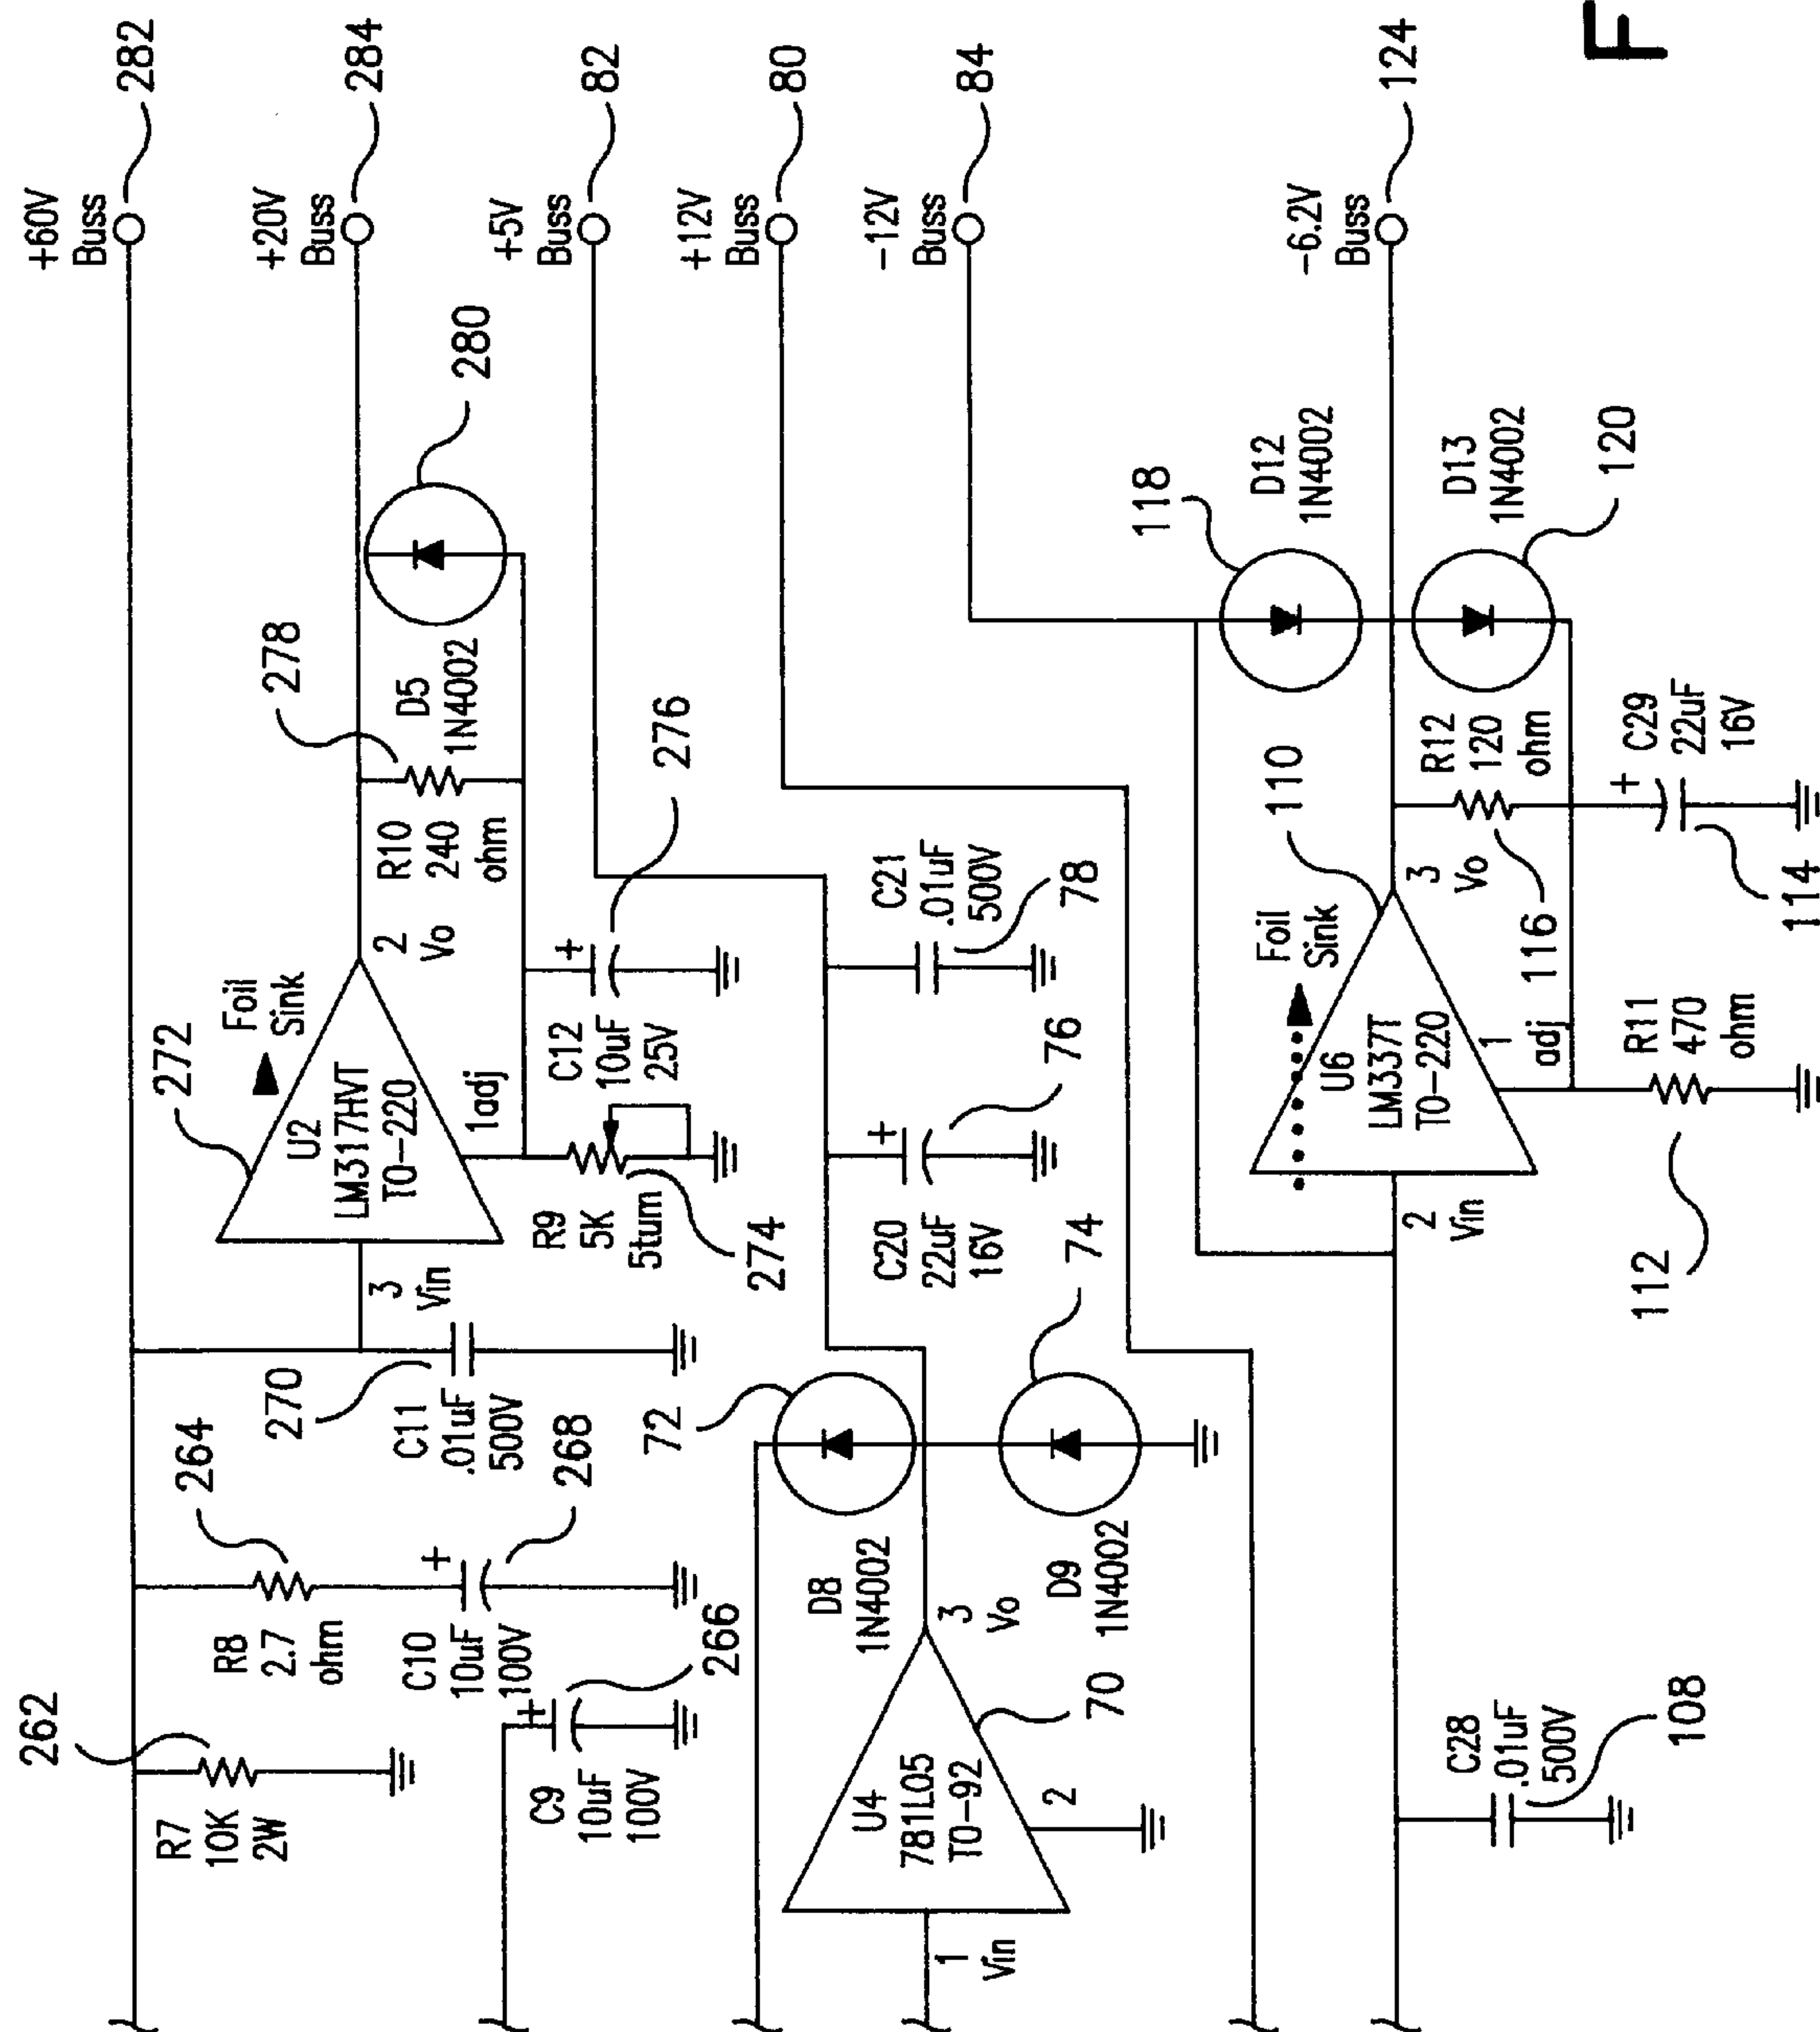 +60V
Buss
282
+20V
Buss
284
+5V
Buss
82
+12V
Buss
80
-12V
Buss
84
-6.2V
Buss
124
F
280
278
D5
1N4002
R10
240
ohm
276
272
Foil
Sink
U2
LM317HVT
TO-220
2
Vo
1adj
3
Vin
C12
10uF
25V
+
R9
5K
5turn
274
270
C11
.01uF
500V
264
R8
2.7
ohm
268
C10
10uF
100V
+
262
R7
10K
2W
266
C9
10uF
100V
+
C21
.01uF
500V
78
76
C20
22uF
16V
+
74
72
D8
1N4002
D9
1N4002
U4
781L05
TO-92
3
Vo
70
2
1
Vin
118
D12
1N4002
D13
1N4002
120
110
Foil
Sink
U6
LM337T
TO-220
3
Vo
1
adj
2
Vin
R12
120
ohm
116
C29
22uF
16V
+
114
R11
470
ohm
112
C28
.01uF
500V
108